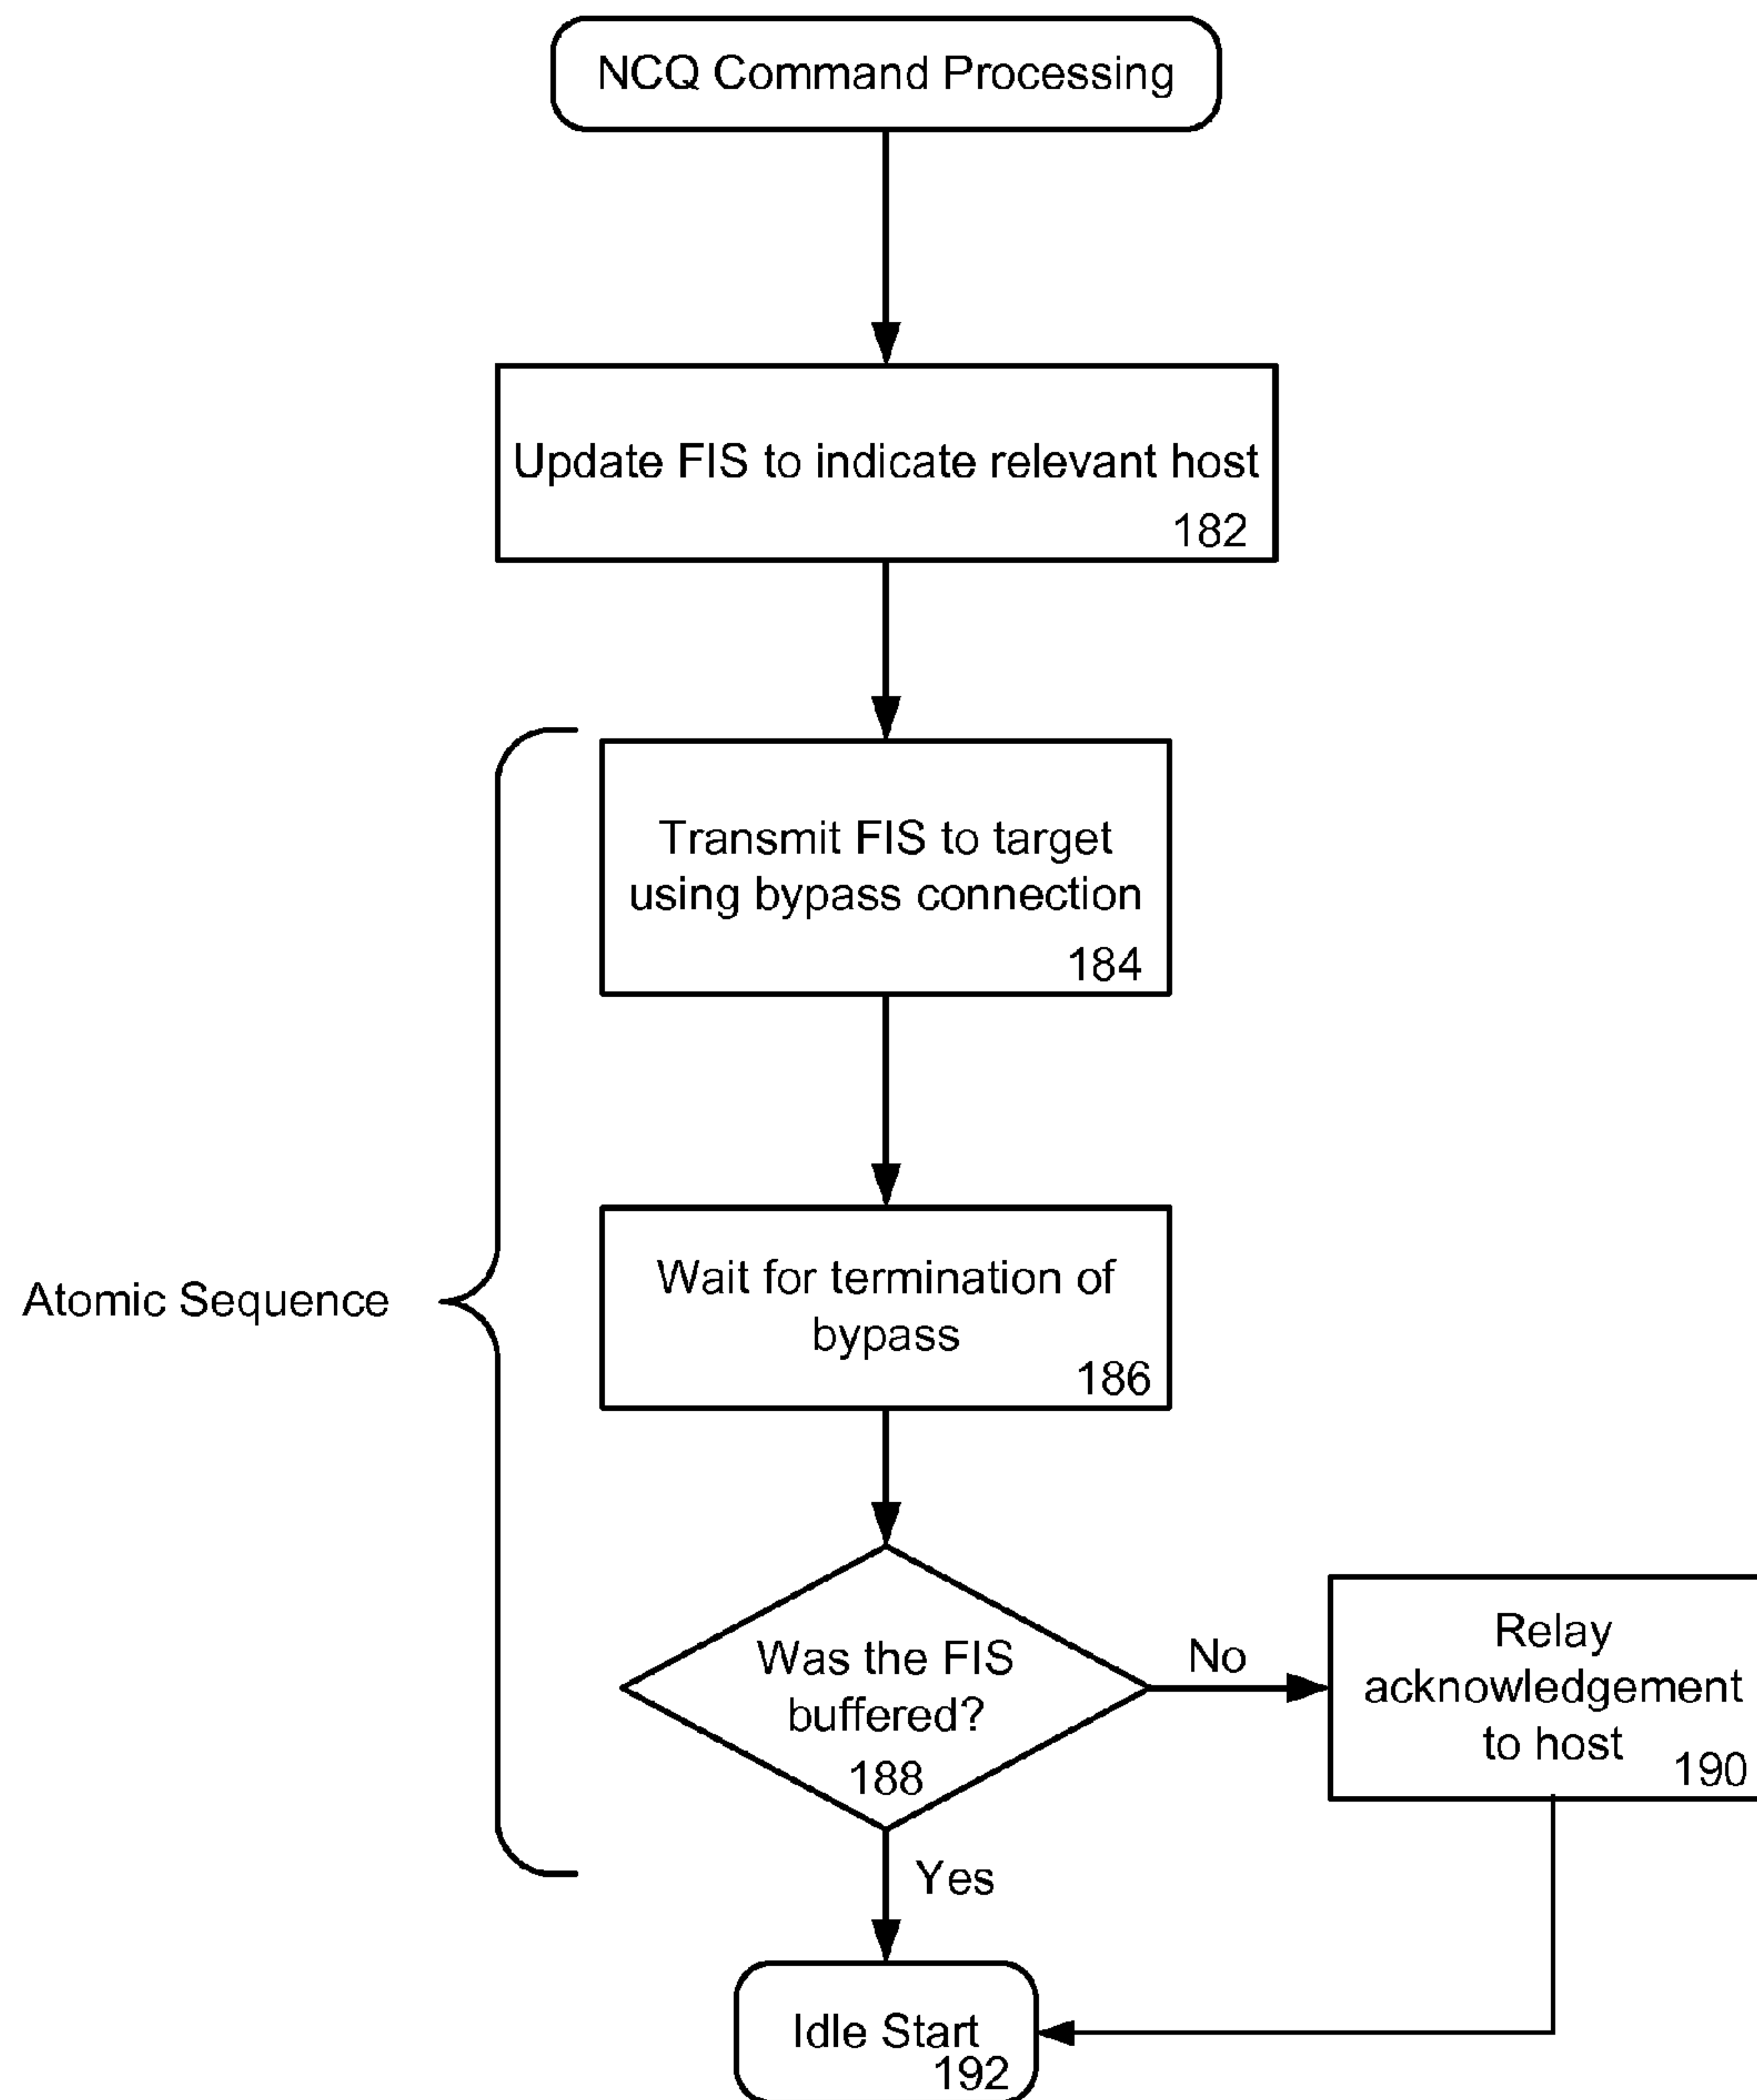 NCQ Command Processing
Update FIS to indicate relevant host
182
Transmit FIS to target
using bypass connection
184
Wait for termination of
bypass
186
Atomic Sequence
Was the FIS
buffered?
188
No
Relay
acknowledgement
to host
190
Yes
Idle Start
192